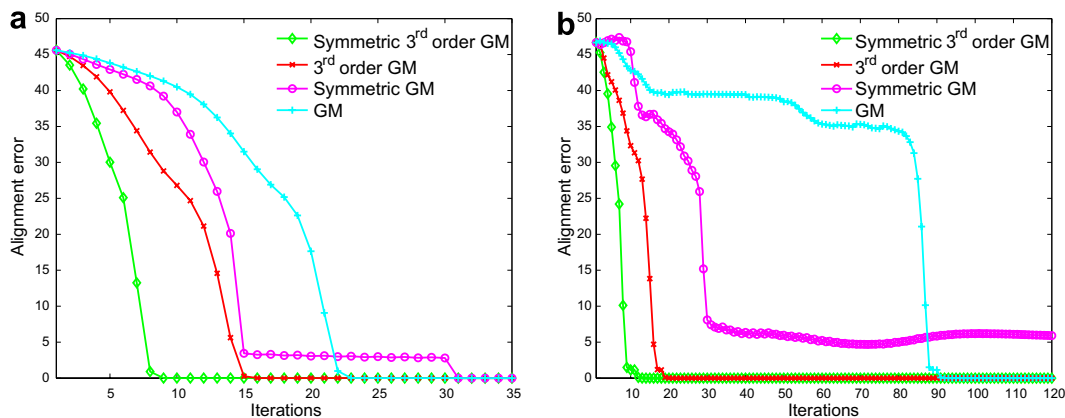 a
50
45
40
35
30
25
20
15
10
5
0
Alignment error
5 10 15 20 25 30 35
Iterations
Symmetric 3rd order GM
3rd order GM
Symmetric GM
GM
b
50
45
40
35
30
25
20
15
10
5
0
Alignment error
10 20 30 40 50 60 70 80 90 100 110 120
Iterations
Symmetric 3rd order GM
3rd order GM
Symmetric GM
GM